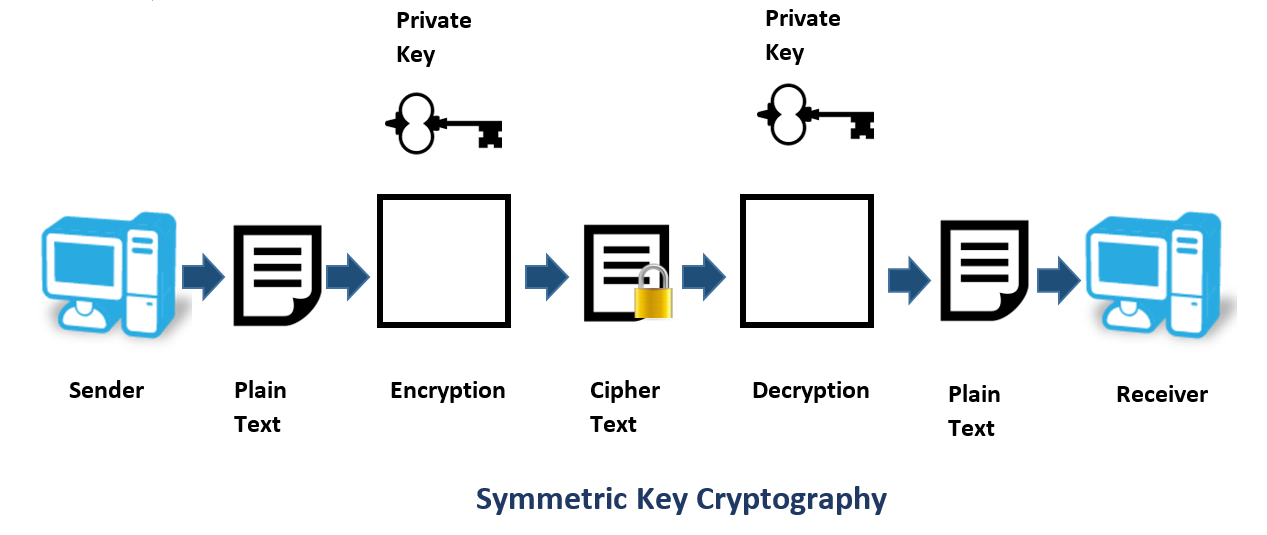 Private
Key
Private
Key
Sender
Plain
Text
Encryption
Cipher
Text
Decryption
Plain
Text
Receiver
Symmetric Key Cryptography